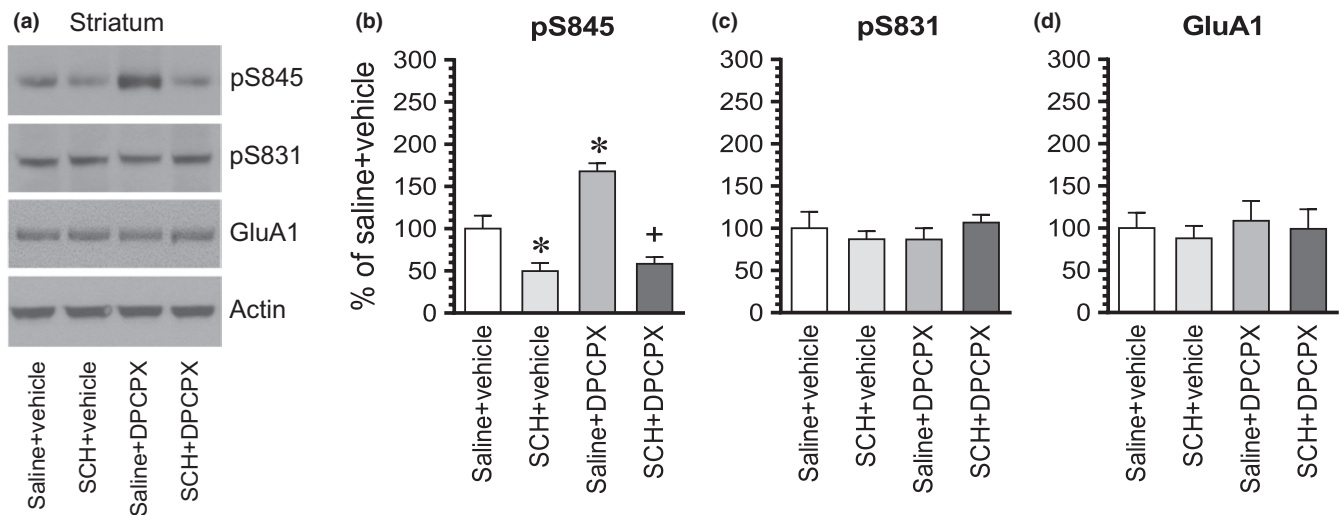 (a) Striatum
pS845
pS831
GluA1
Actin
Saline+vehicle
SCH+vehicle
Saline+DPCPX
SCH+DPCPX
(b) pS845
% of saline+vehicle
300
250
200
150
100
50
0
*
*
+
Saline+vehicle
SCH+vehicle
Saline+DPCPX
SCH+DPCPX
(c) pS831
300
250
200
150
100
50
0
Saline+vehicle
SCH+vehicle
Saline+DPCPX
SCH+DPCPX
(d) GluA1
300
250
200
150
100
50
0
Saline+vehicle
SCH+vehicle
Saline+DPCPX
SCH+DPCPX